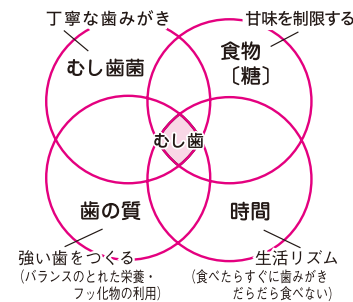 丁寧な歯みがき
甘味を制限する
むし歯菌
食物
〔糖〕
むし歯
歯の質
時間
強い歯をつくる
(バランスのとれた栄養・
フッ化物の利用)
生活リズム
(食べたらすぐに歯みがき
だらだら食べない)